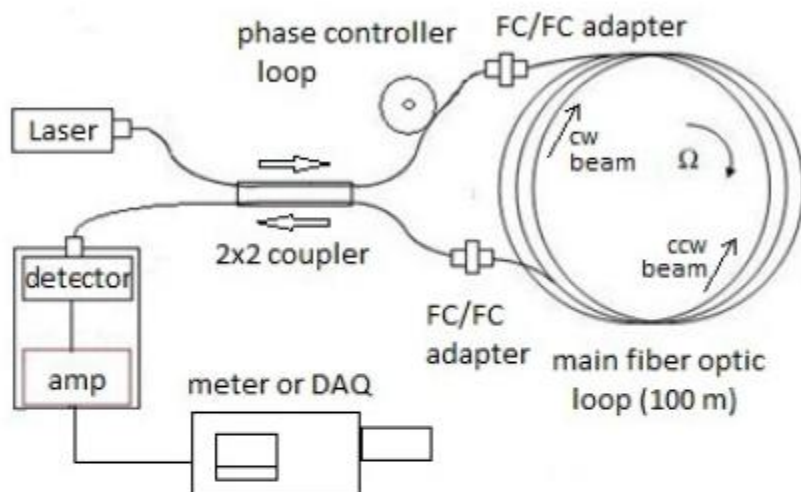 phase controller
loop
FC/FC adapter
Laser
cw
beam
Ω
2x2 coupler
ccw
beam
detector
FC/FC
adapter
amp
meter or DAQ
main fiber optic
loop (100 m)